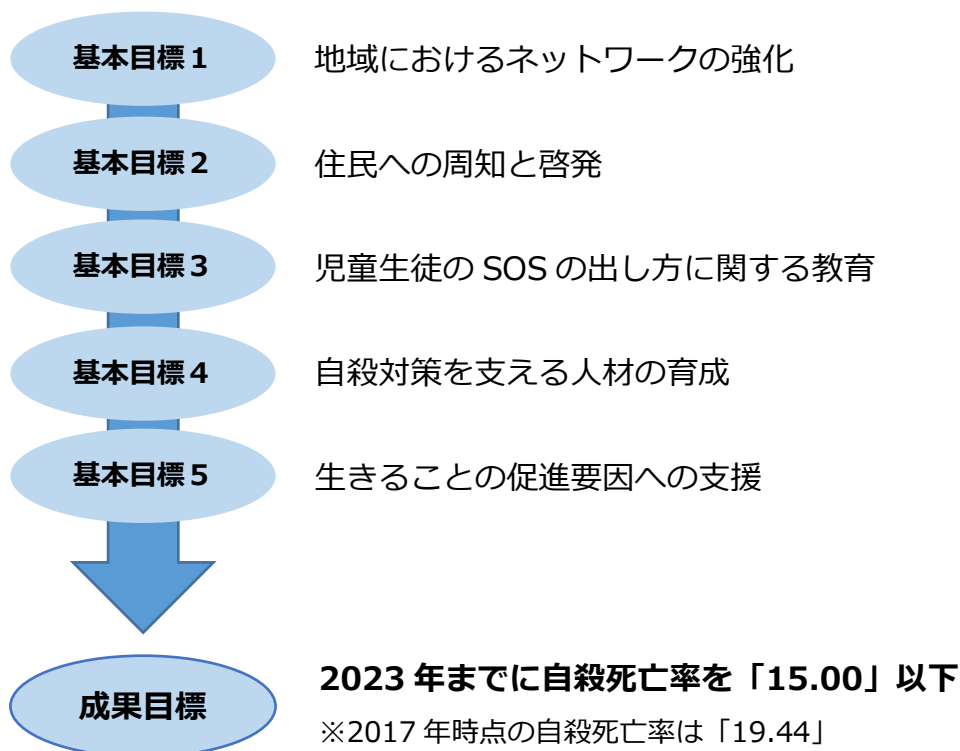 基本目標1 地域におけるネットワークの強化
基本目標2 住民への周知と啓発
基本目標3 児童生徒の SOS の出し方に関する教育
基本目標4 自殺対策を支える人材の育成
基本目標5 生きることの促進要因への支援
成果目標 2023 年までに自殺死亡率を「15.00」以下
※2017 年時点の自殺死亡率は「19.44」